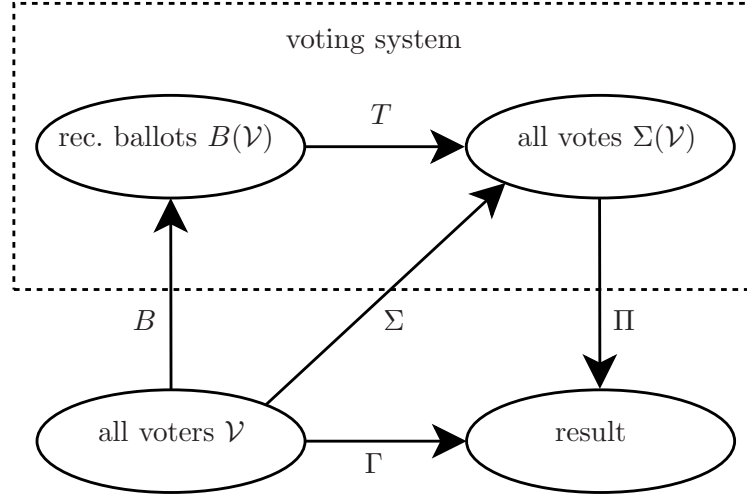 voting system
rec. ballots B(𝒱)
T
all votes Σ(𝒱)
B
Σ
Π
all voters 𝒱
Γ
result